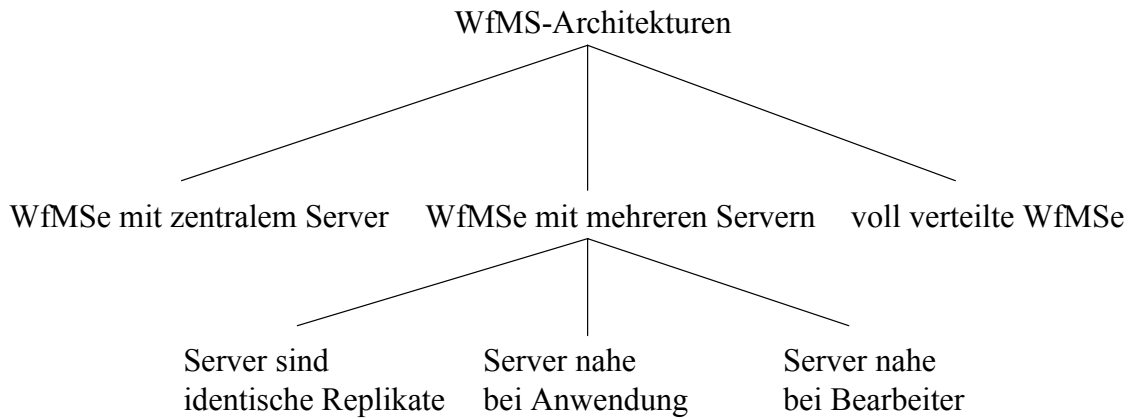 WfMS-Architekturen
WfMSe mit zentralem Server
WfMSe mit mehreren Servern
voll verteilte WfMSe
Server sind
identische Replikate
Server nahe
bei Anwendung
Server nahe
bei Bearbeiter